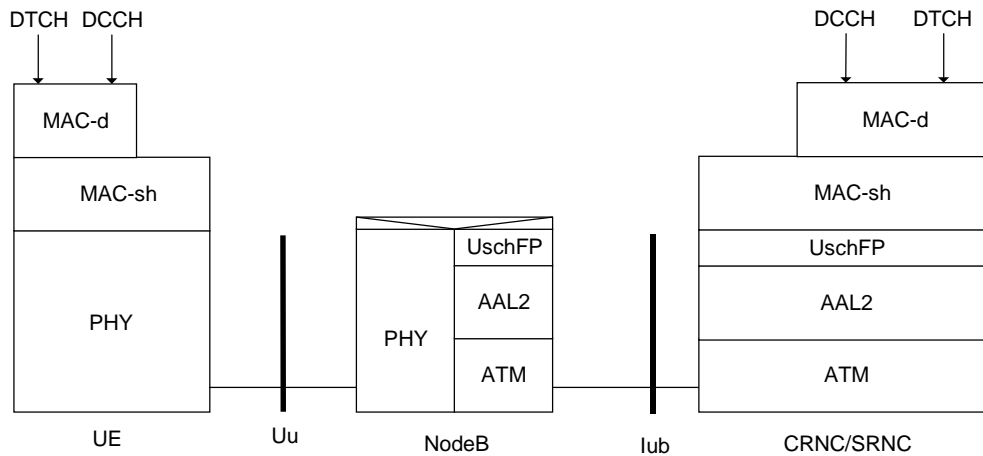 DTCH DCCH
DCCH DTCH
MAC-d
MAC-d
MAC-sh
MAC-sh
UschFP
UschFP
PHY
PHY
AAL2
AAL2
ATM
ATM
UE
Uu
NodeB
Iub
CRNC/SRNC